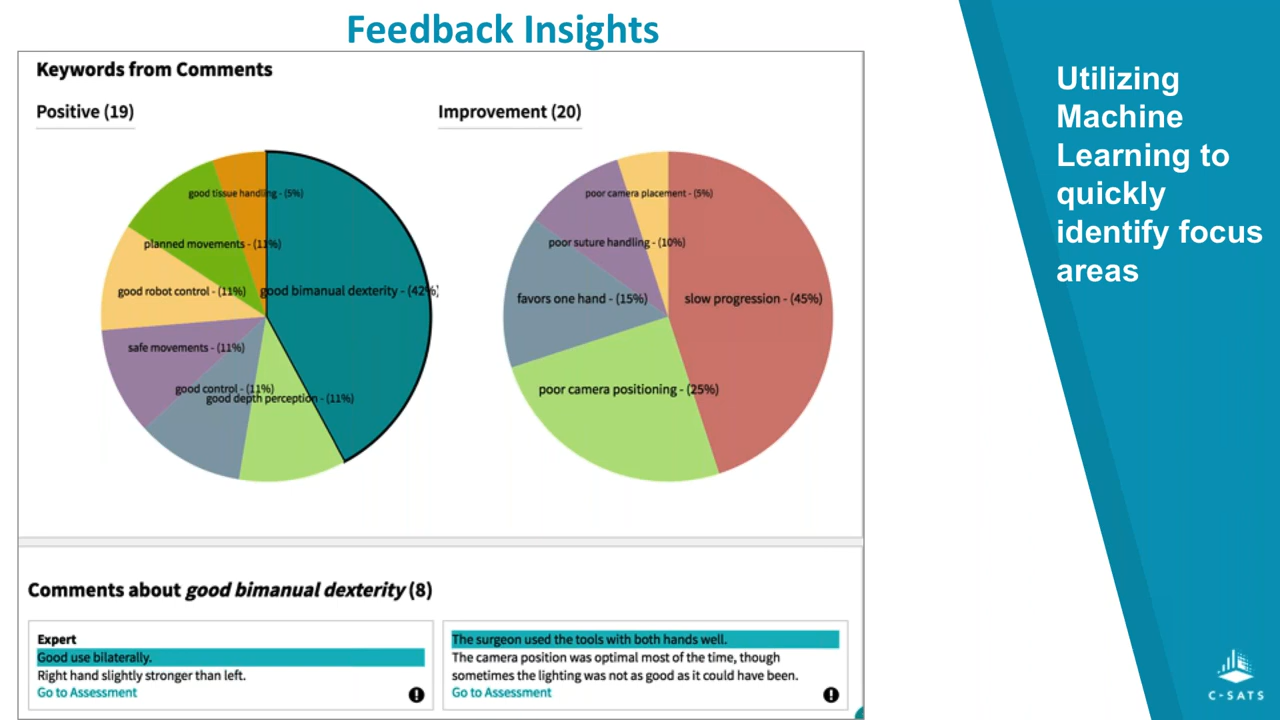 Feedback Insights
Keywords from Comments
Positive (19)
Improvement (20)
good tissue handling - (5%)
planned movements - (11%)
good robot control - (11%)
good bimanual dexterity - (42%)
safe movements - (11%)
good control - (11%)
good depth perception - (11%)
poor camera placement - (5%)
poor suture handling - (10%)
favors one hand - (15%)
slow progression - (45%)
poor camera positioning - (25%)
Comments about good bimanual dexterity (8)
Expert
Good use bilaterally.
Right hand slightly stronger than left.
Go to Assessment
The surgeon used the tools with both hands well.
The camera position was optimal most of the time, though
sometimes the lighting was not as good as it could have been.
Go to Assessment
Utilizing
Machine
Learning to
quickly
identify focus
areas
C-SATS